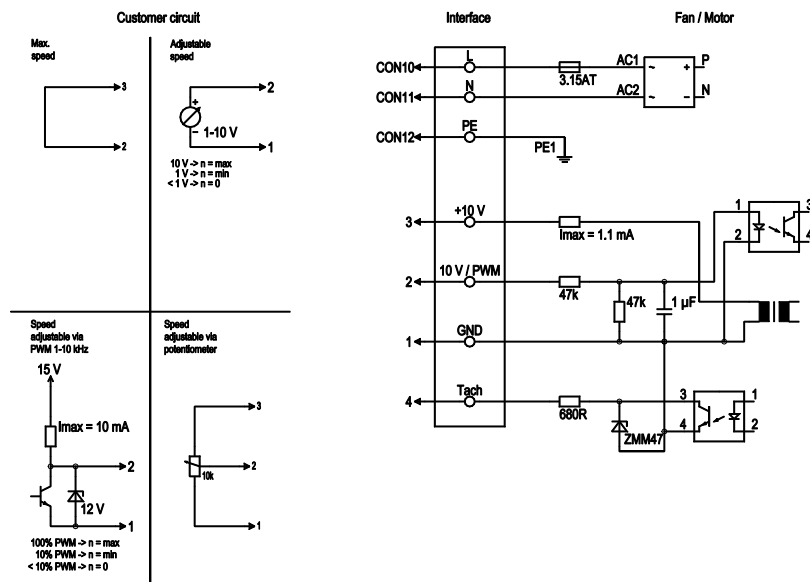 Customer circuit
Interface
Fan / Motor
Max.
speed
3
2
Adjustable
speed
2
+
1-10 V
−
1
10 V -> n = max
1 V -> n = min
< 1 V -> n = 0
Speed
adjustable via
PWM 1-10 kHz
15 V
Imax = 10 mA
2
12 V
1
100% PWM -> n = max
10% PWM -> n = min
< 10% PWM -> n = 0
Speed
adjustable via
potentiometer
3
2
10k
1
CON10
L
3.15AT
AC1
~
+
P
CON11
N
AC2
~
−
N
CON12
PE
PE1
3
+10 V
Imax = 1.1 mA
1
2
3
4
2
10 V / PWM
47k
47k
1 µF
1
GND
4
Tach
680R
ZMM47
3
4
1
2